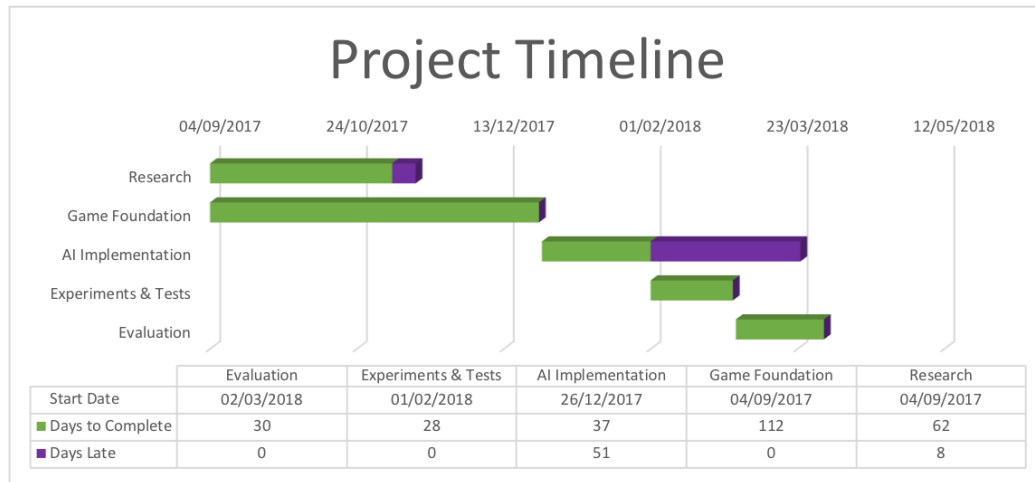 Project Timeline
04/09/2017 24/10/2017 13/12/2017 01/02/2018 23/03/2018 12/05/2018
Research
Game Foundation
AI Implementation
Experiments & Tests
Evaluation
Evaluation Experiments & Tests AI Implementation Game Foundation Research
Start Date 02/03/2018 01/02/2018 26/12/2017 04/09/2017 04/09/2017
Days to Complete 30 28 37 112 62
Days Late 0 0 51 0 8